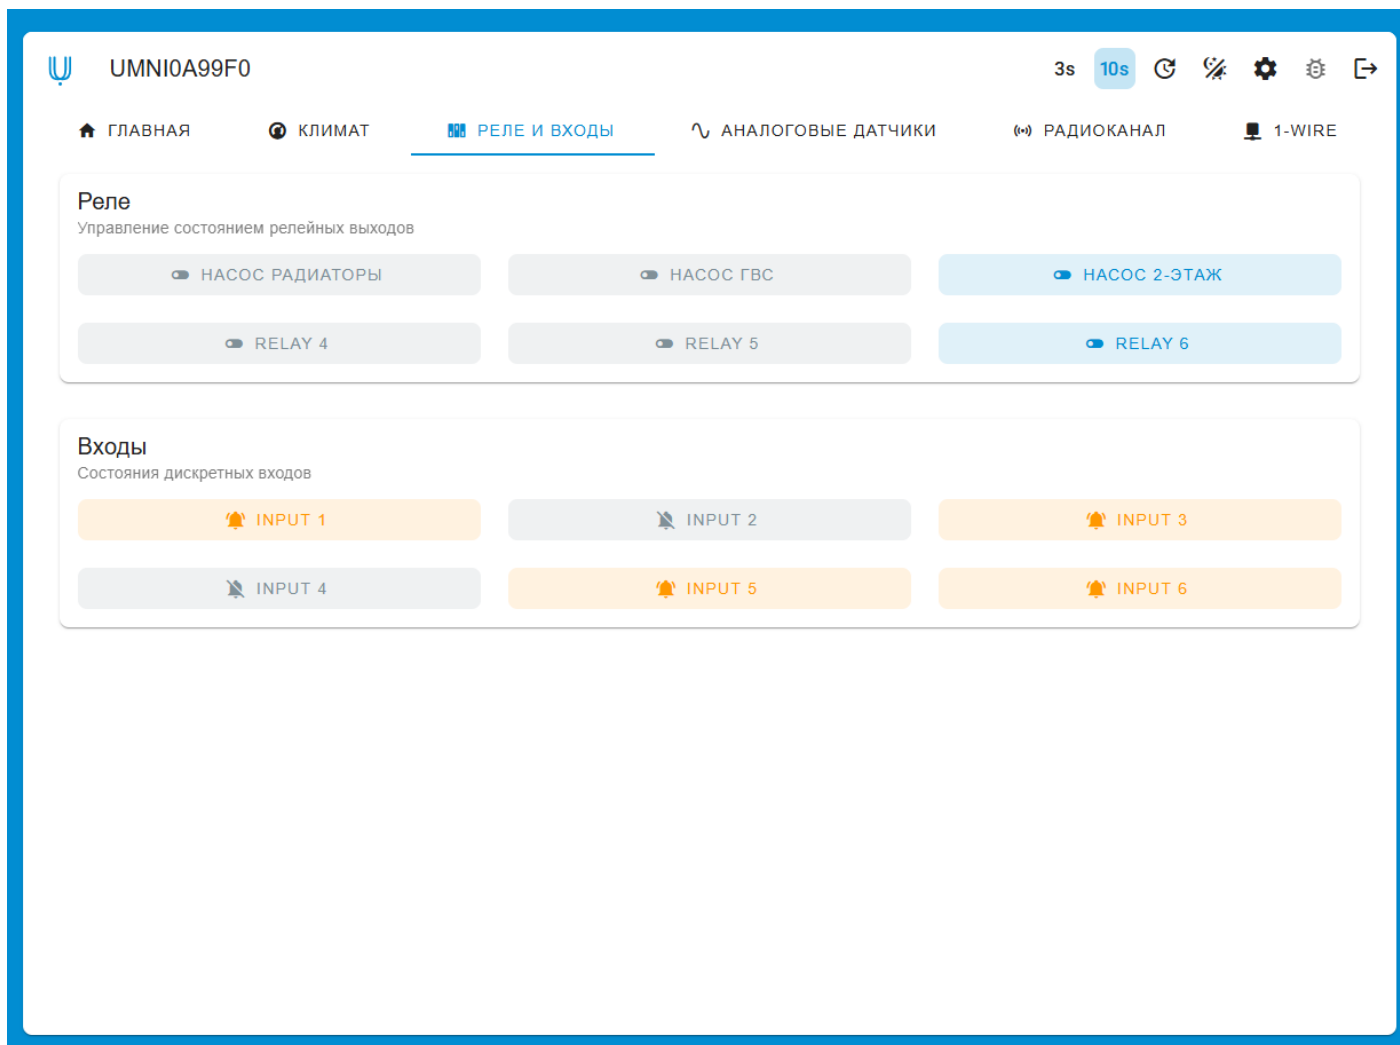 UMNI0A99F0
3s 10s
ГЛАВНАЯ КЛИМАТ РЕЛЕ И ВХОДЫ АНАЛОГОВЫЕ ДАТЧИКИ РАДИОКАНАЛ 1-WIRE
Реле
Управление состоянием релейных выходов
НАСОС РАДИАТОРЫ НАСОС ГВС НАСОС 2-ЭТАЖ
RELAY 4 RELAY 5 RELAY 6
Входы
Состояния дискретных входов
INPUT 1 INPUT 2 INPUT 3
INPUT 4 INPUT 5 INPUT 6